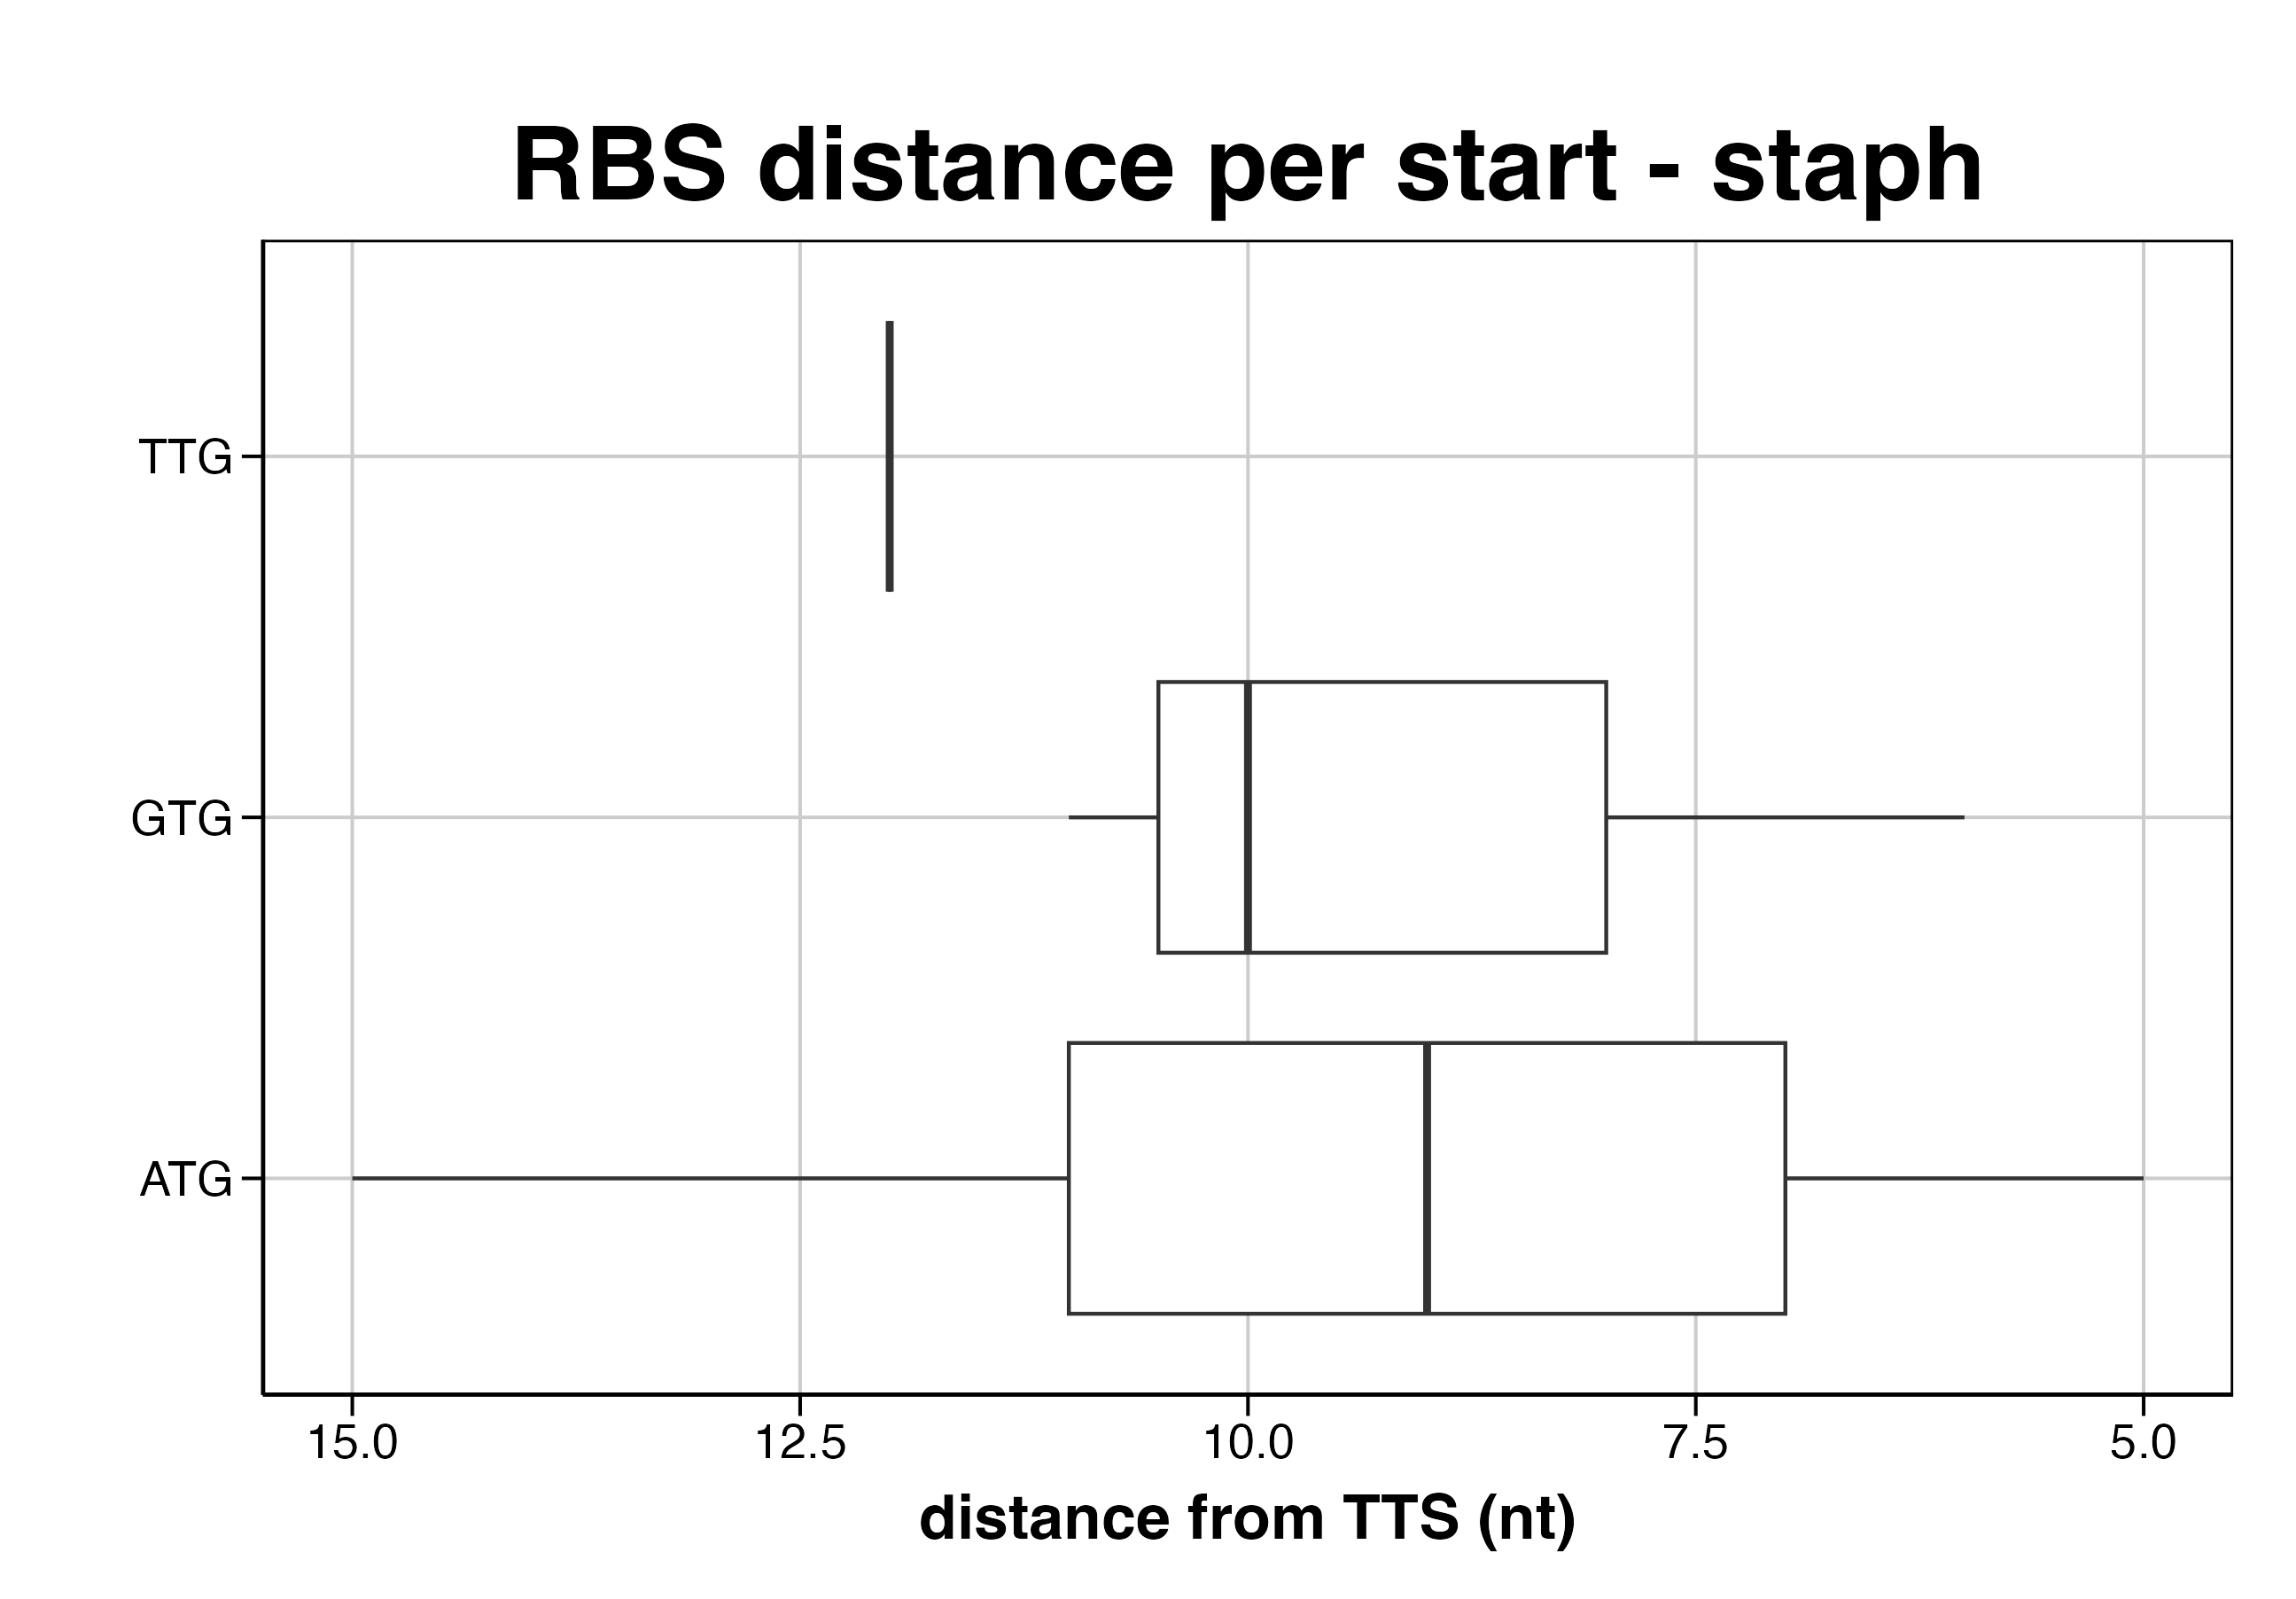 RBS distance per start - staph
TTG
GTG
ATG
15.0 12.5 10.0 7.5 5.0
distance from TTS (nt)